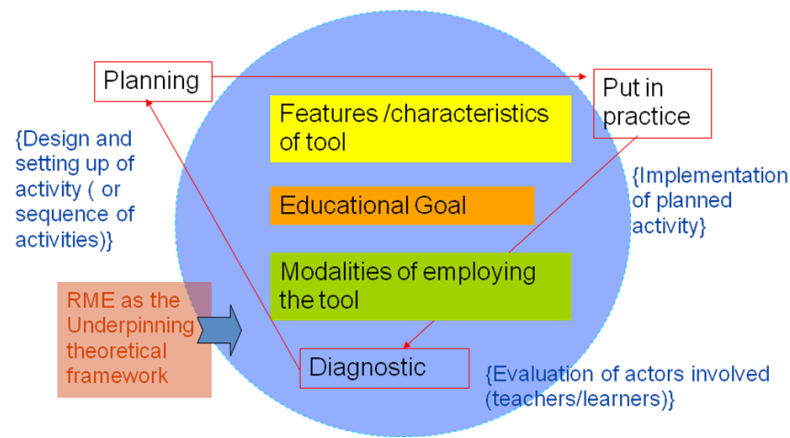 Planning
Put in
practice
Features /characteristics
of tool
{Design and
setting up of
activity ( or
sequence of
activities)}
{Implementation
of planned
activity}
Educational Goal
Modalities of employing
the tool
RME as the
Underpinning
theoretical
framework
Diagnostic
{Evaluation of actors involved
(teachers/learners)}